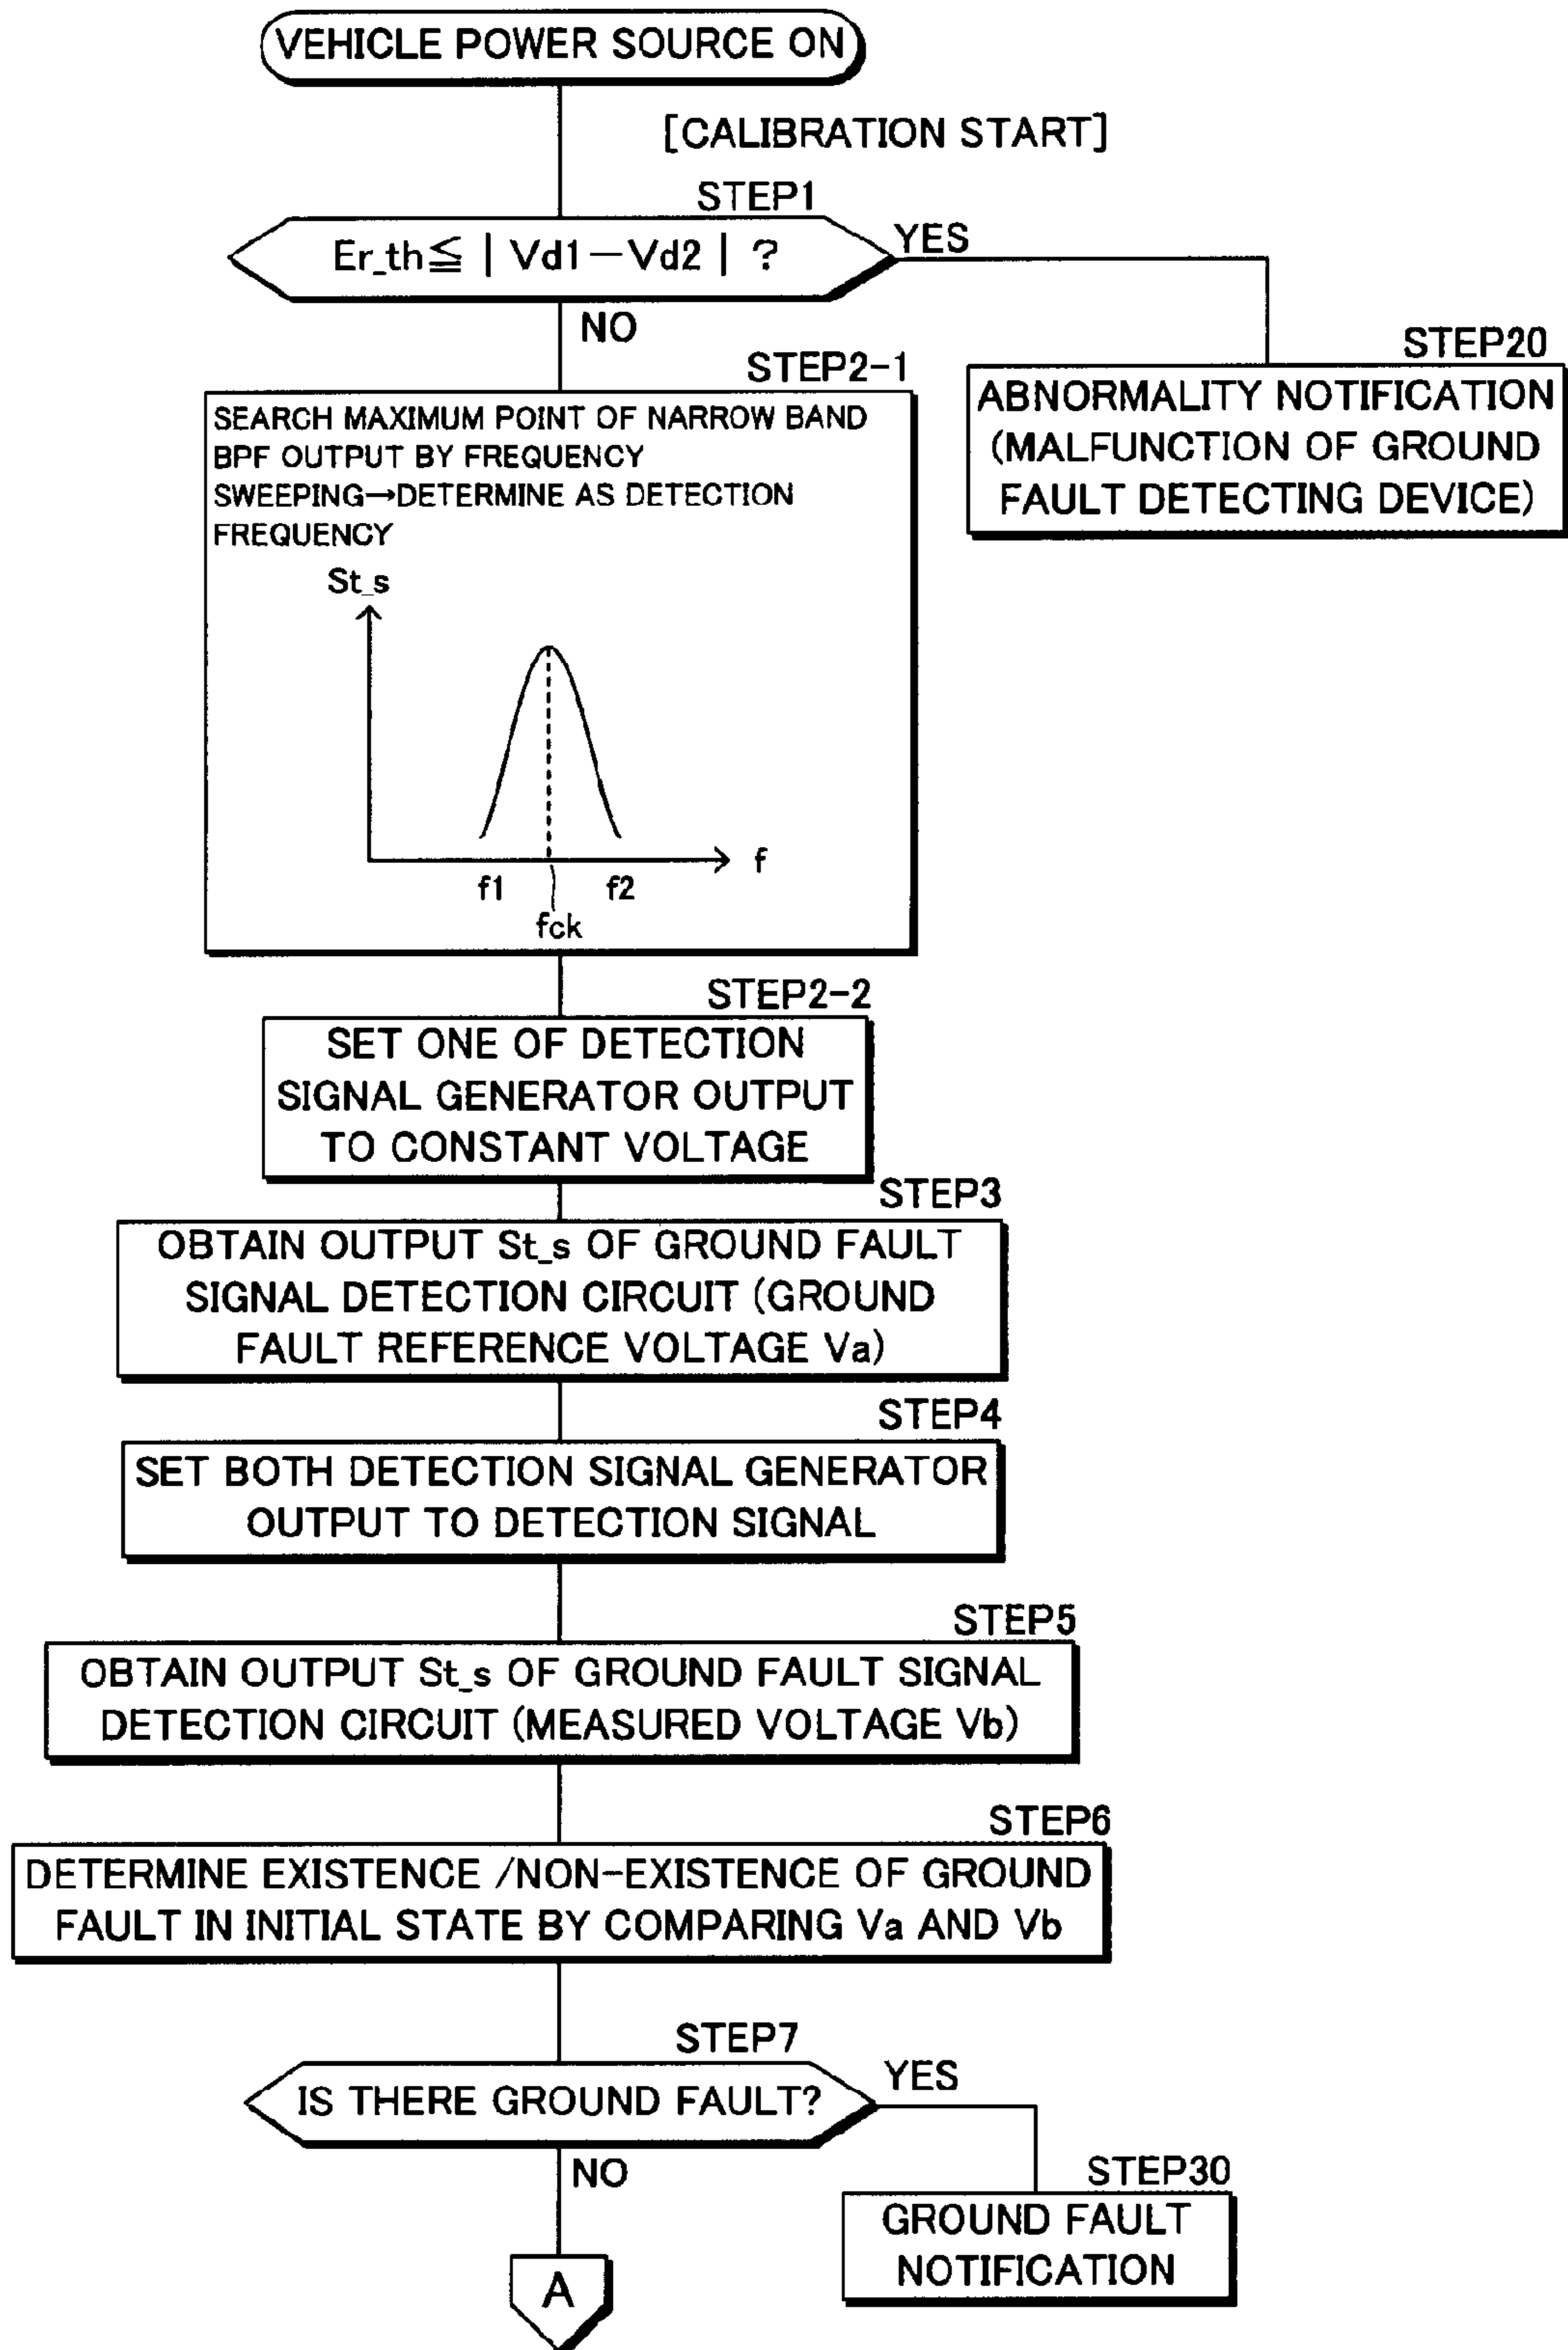 VEHICLE POWER SOURCE ON
[CALIBRATION START]
STEP1
Er_th≦ | Vd1－Vd2 | ?
YES
NO
STEP20
ABNORMALITY NOTIFICATION
(MALFUNCTION OF GROUND
FAULT DETECTING DEVICE)
STEP2-1
SEARCH MAXIMUM POINT OF NARROW BAND
BPF OUTPUT BY FREQUENCY
SWEEPING→DETERMINE AS DETECTION
FREQUENCY
St_s
f
f1
f2
fck
STEP2-2
SET ONE OF DETECTION
SIGNAL GENERATOR OUTPUT
TO CONSTANT VOLTAGE
STEP3
OBTAIN OUTPUT St_s OF GROUND FAULT
SIGNAL DETECTION CIRCUIT (GROUND
FAULT REFERENCE VOLTAGE Va)
STEP4
SET BOTH DETECTION SIGNAL GENERATOR
OUTPUT TO DETECTION SIGNAL
STEP5
OBTAIN OUTPUT St_s OF GROUND FAULT SIGNAL
DETECTION CIRCUIT (MEASURED VOLTAGE Vb)
STEP6
DETERMINE EXISTENCE /NON-EXISTENCE OF GROUND
FAULT IN INITIAL STATE BY COMPARING Va AND Vb
STEP7
IS THERE GROUND FAULT?
YES
NO
STEP30
GROUND FAULT
NOTIFICATION
A